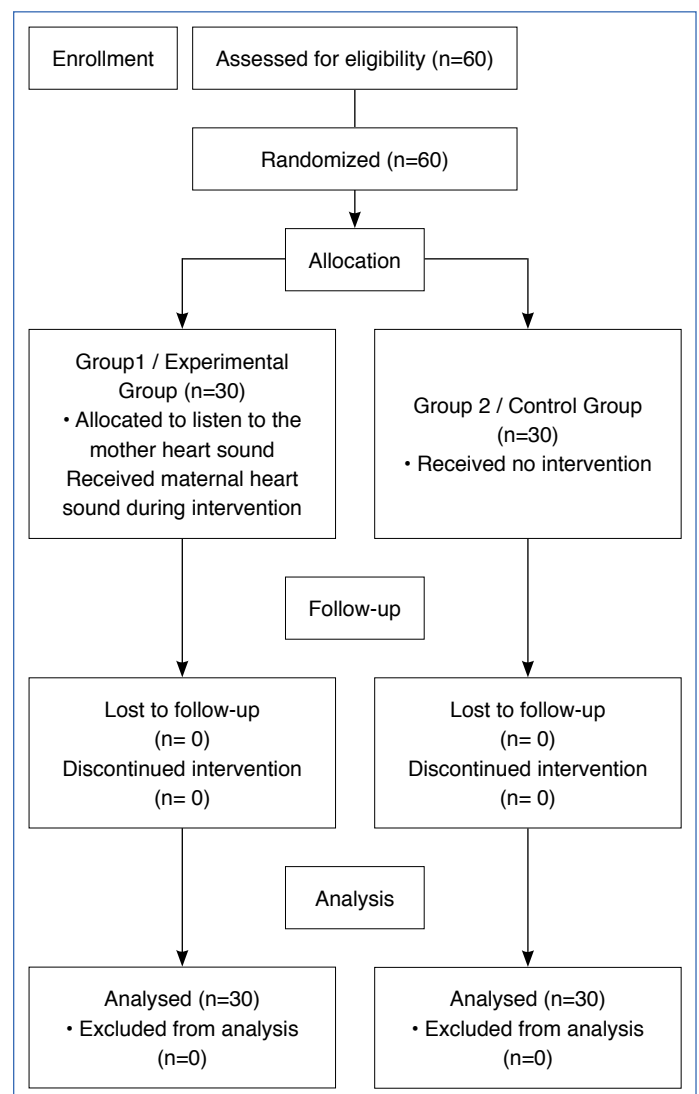 Enrollment
Assessed for eligibility (n=60)
Randomized (n=60)
Allocation
Group1 / Experimental
Group (n=30)
• Allocated to listen to the
mother heart sound
Received maternal heart
sound during intervention
Group 2 / Control Group
(n=30)
• Received no intervention
Follow-up
Lost to follow-up
(n= 0)
Discontinued intervention
(n= 0)
Lost to follow-up
(n= 0)
Discontinued intervention
(n= 0)
Analysis
Analysed (n=30)
• Excluded from analysis
(n=0)
Analysed (n=30)
• Excluded from analysis
(n=0)